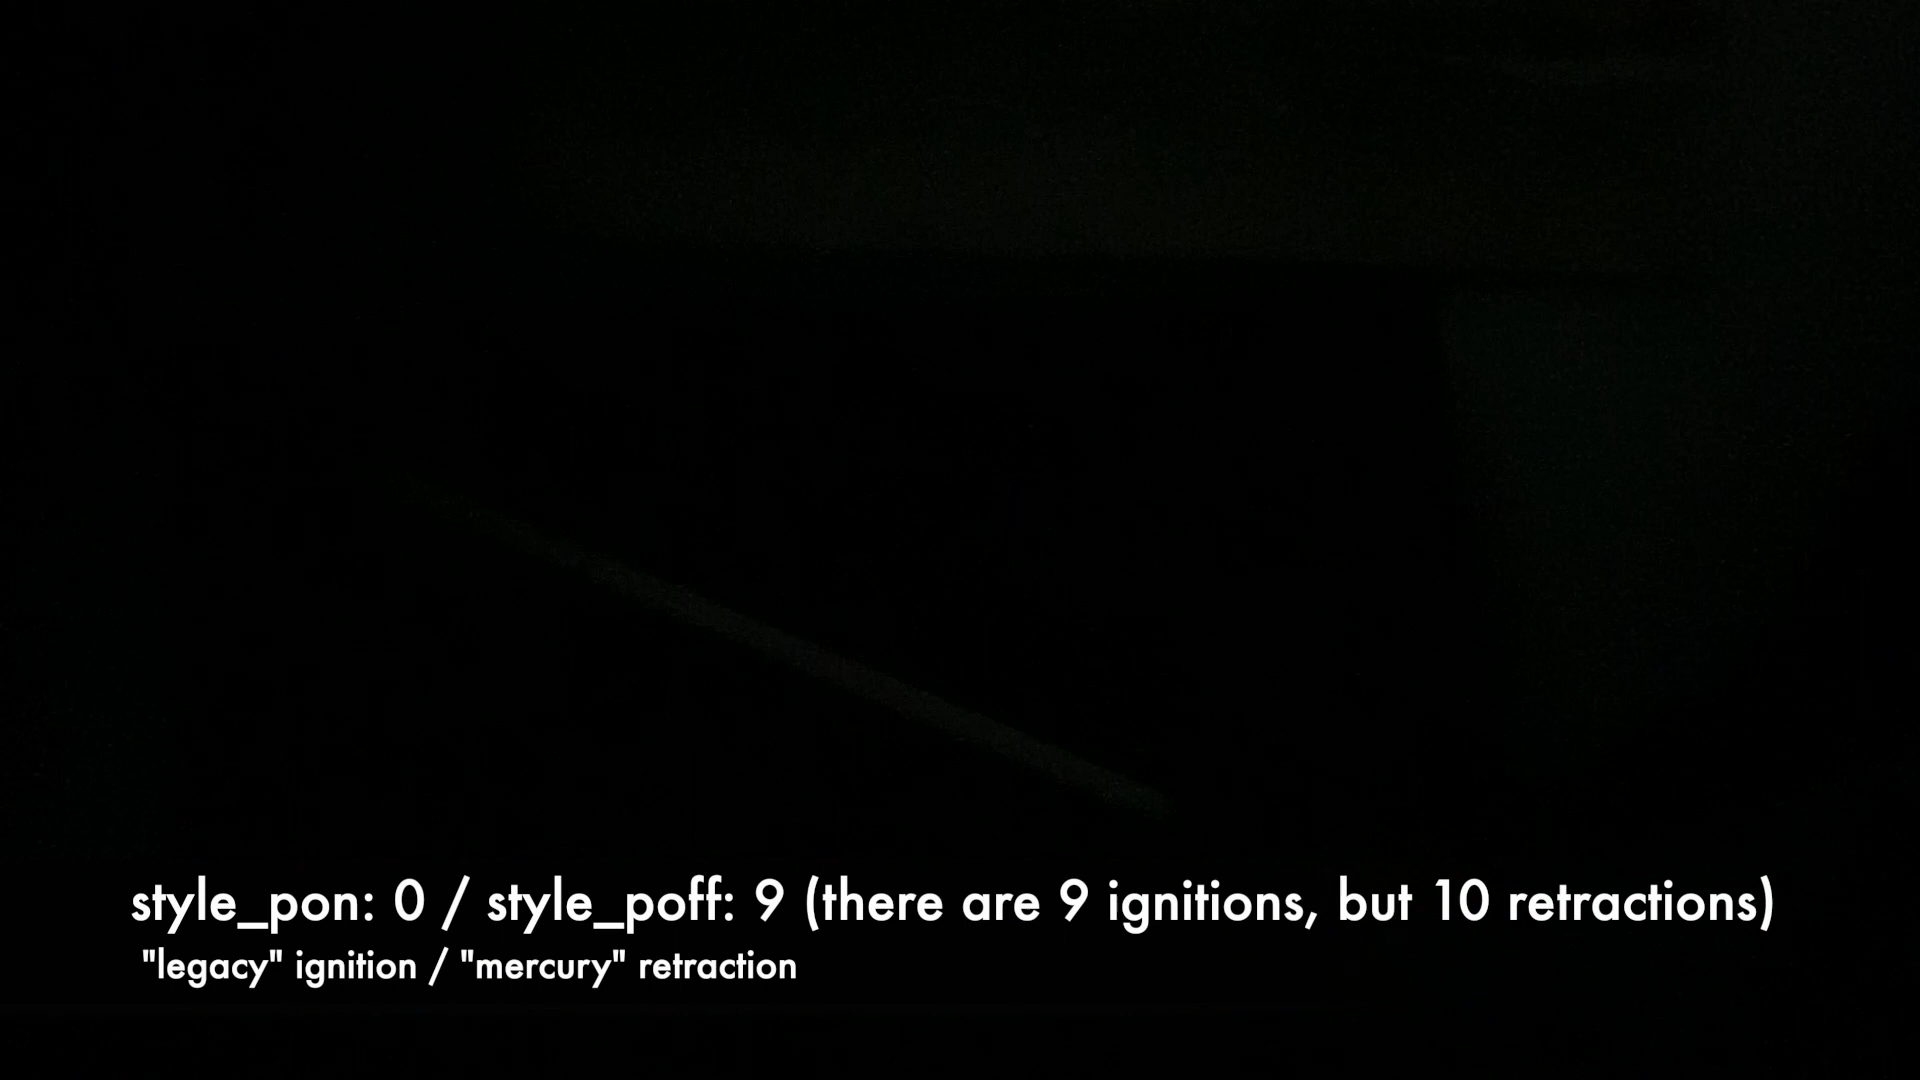 style_pon: 0 / style_poff: 9 (there are 9 ignitions, but 10 retractions)
"legacy" ignition / "mercury" retraction